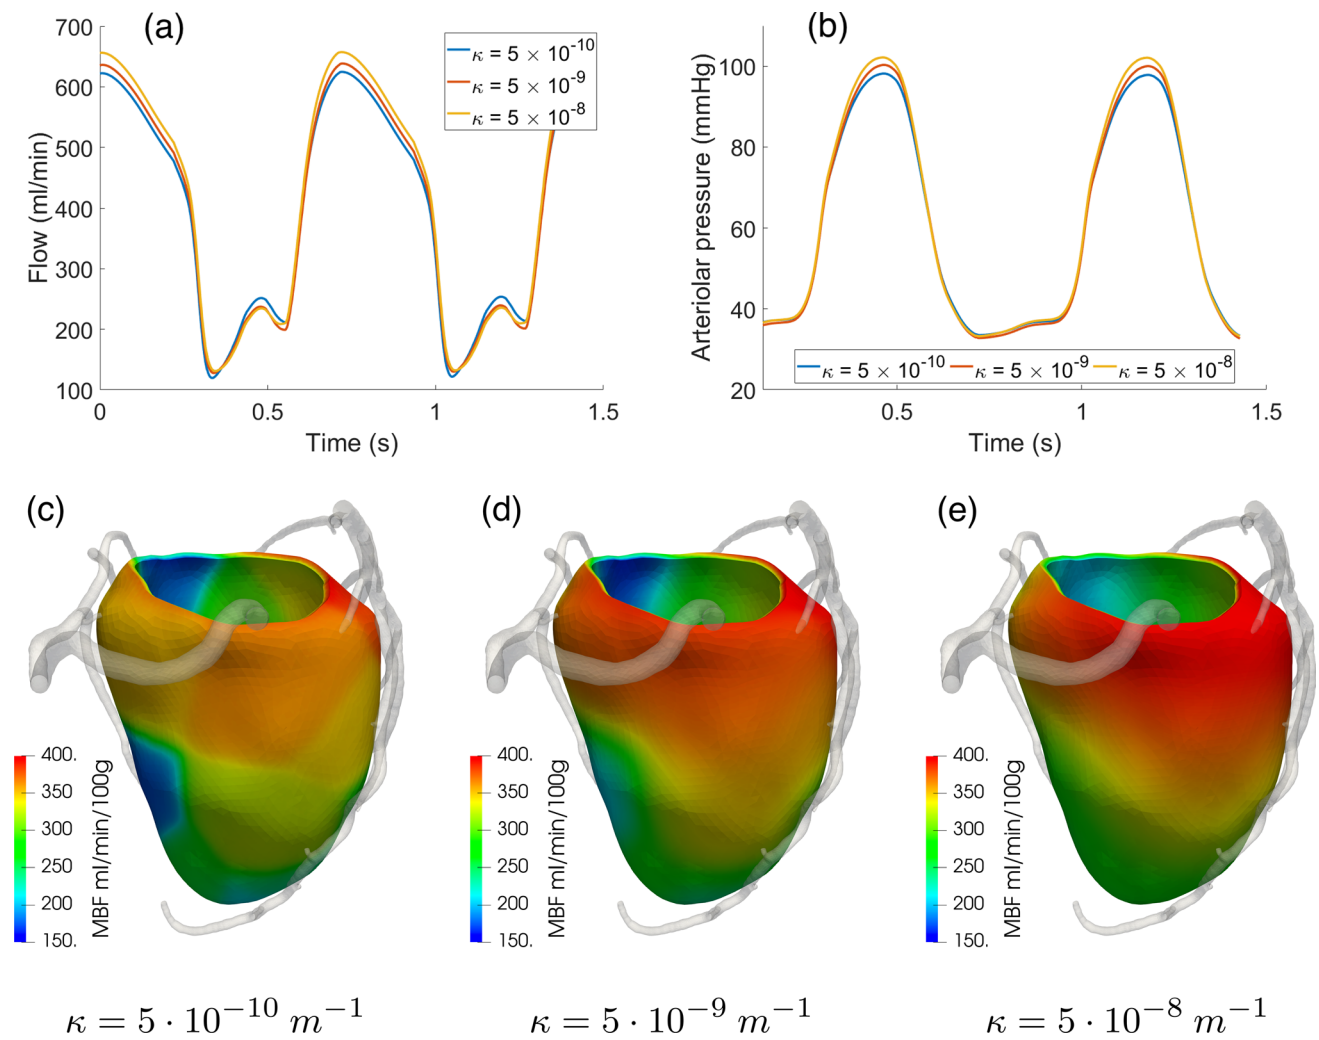 (a)
700
600
500
400
300
200
100
Flow (ml/min)
κ = 5 × 10^-10
κ = 5 × 10^-9
κ = 5 × 10^-8
0 0.5 1 1.5
Time (s)
(b)
100
80
60
40
20
Arteriolar pressure (mmHg)
κ = 5 × 10^-10 κ = 5 × 10^-9 κ = 5 × 10^-8
0.5 1 1.5
Time (s)
(c)
400.
350
300
250
200
150.
MBF ml/min/100g
(d)
400.
350
300
250
200
150.
MBF ml/min/100g
(e)
400.
350
300
250
200
150.
MBF ml/min/100g
κ = 5 · 10^−10 m^−1
κ = 5 · 10^−9 m^−1
κ = 5 · 10^−8 m^−1